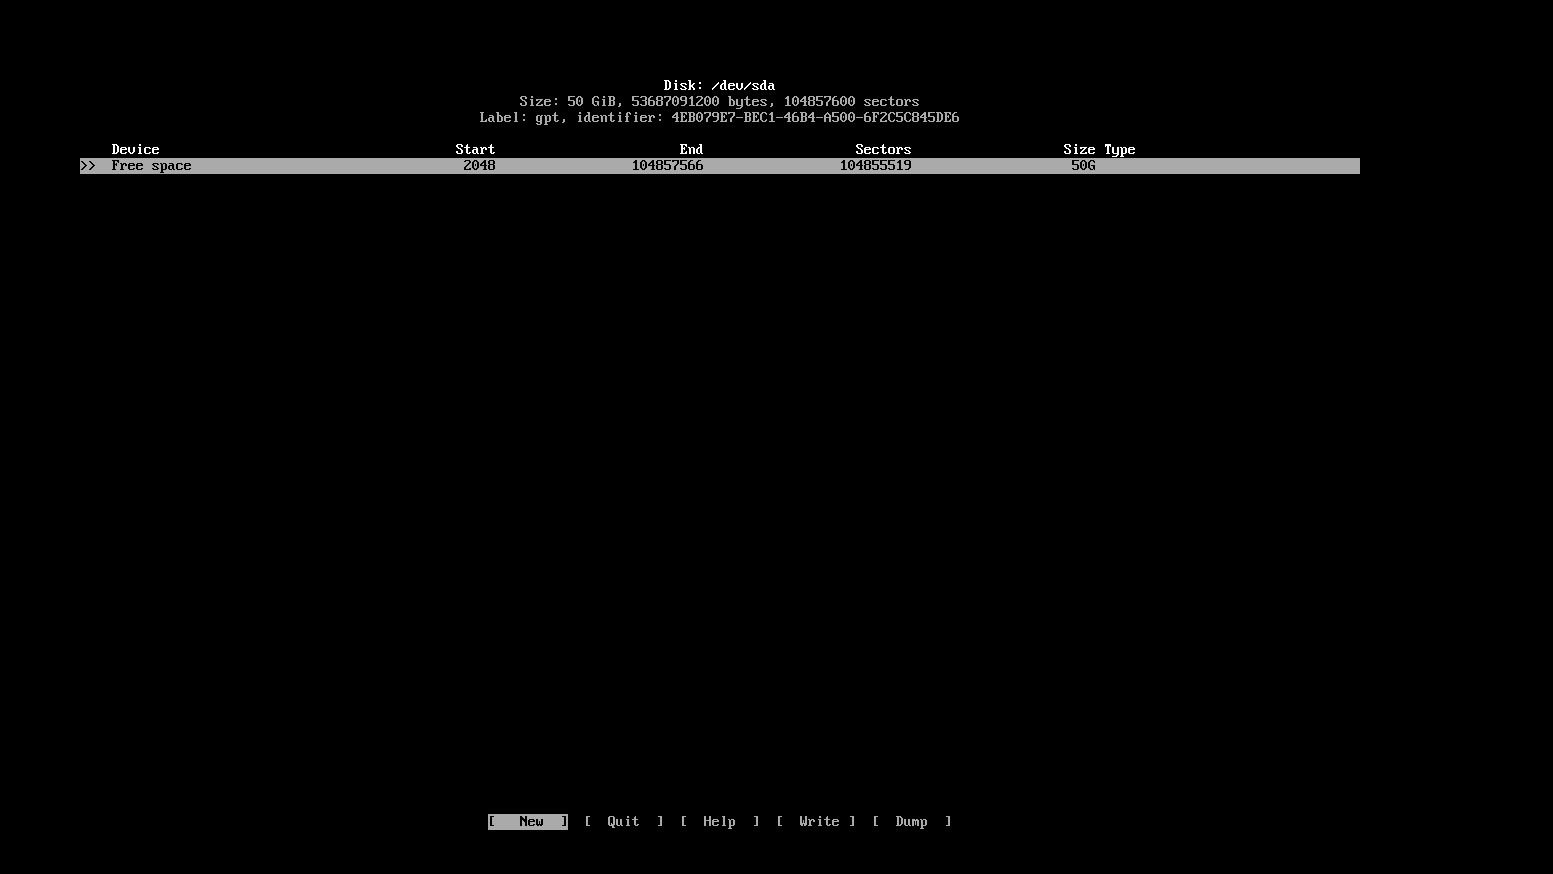 Disk: /dev/sda
Size: 50 GiB, 53687091200 bytes, 104857600 sectors
Label: gpt, identifier: 4EB079E7-BEC1-46B4-A500-6F2C5C845DE6
Device Start End Sectors Size Type
>> Free space 2048 104857566 104855519 50G
[ New ] [ Quit ] [ Help ] [ Write ] [ Dump ]